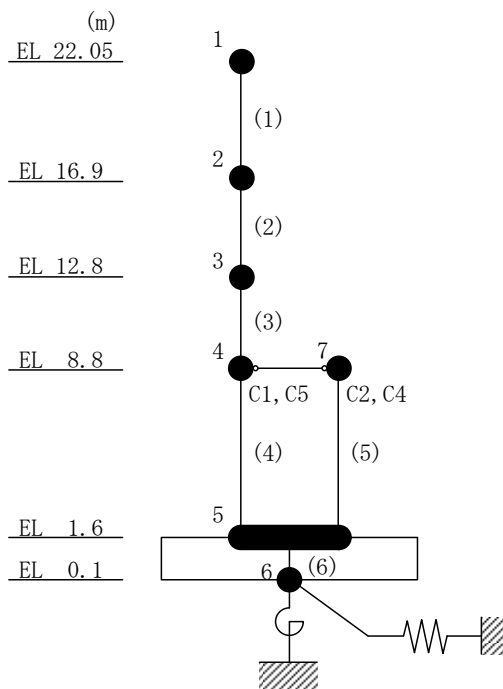 (m)
EL 22.05
1
(1)
EL 16.9
2
(2)
EL 12.8
3
(3)
EL 8.8
4
7
C1, C5
C2, C4
(4)
(5)
EL 1.6
5
EL 0.1
6
(6)